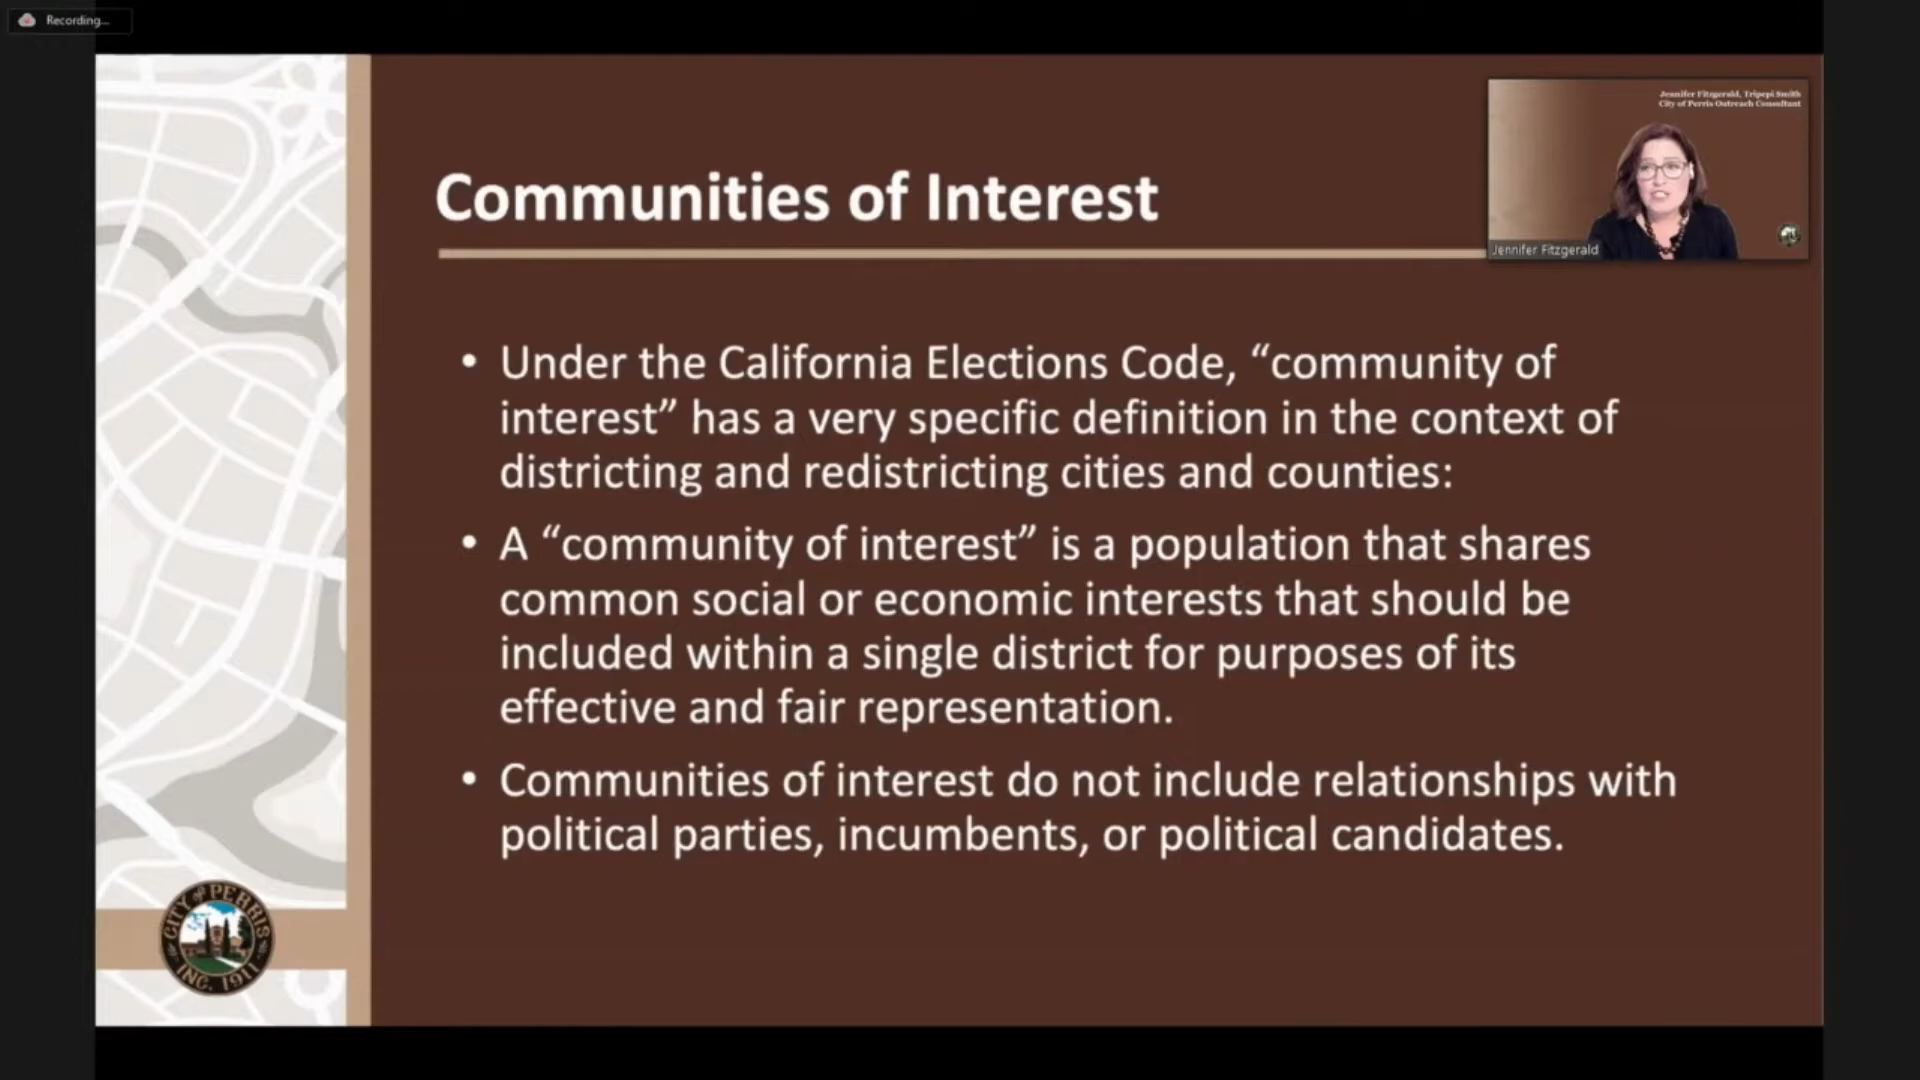 Recording...
Jennifer Fitzgerald, Tripepi Smith
City of Perris Outreach Consultant
Communities of Interest
Jennifer Fitzgerald
• Under the California Elections Code, “community of
interest” has a very specific definition in the context of
districting and redistricting cities and counties:
• A “community of interest” is a population that shares
common social or economic interests that should be
included within a single district for purposes of its
effective and fair representation.
• Communities of interest do not include relationships with
political parties, incumbents, or political candidates.
CITY OF PERRIS
INC. 1911